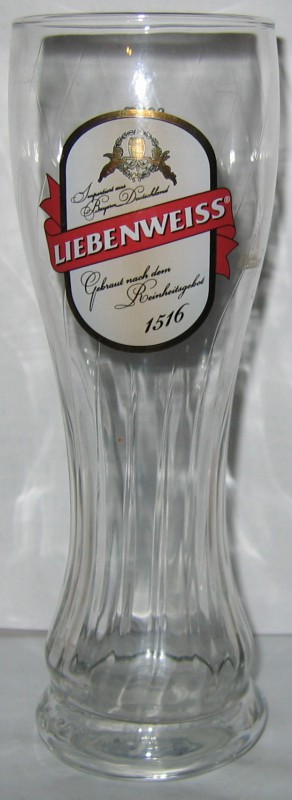 Importiert aus
Bayern Deutschland
LIEBENWEISS®
Gebraut nach dem
Reinheitsgebot
1516